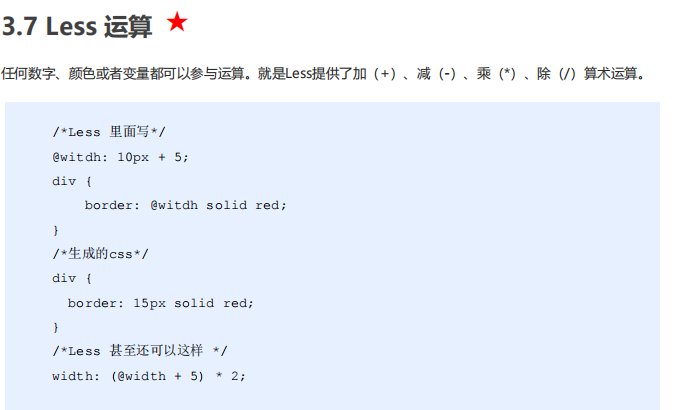 3.7 Less 运算 ★
任何数字、颜色或者变量都可以参与运算。就是Less提供了加（+）、减（-）、乘（*）、除（/）算术运算。
/*Less 里面写*/
@witdh: 10px + 5;
div {
    border: @witdh solid red;
}
/*生成的css*/
div {
  border: 15px solid red;
}
/*Less 甚至还可以这样 */
width: (@width + 5) * 2;